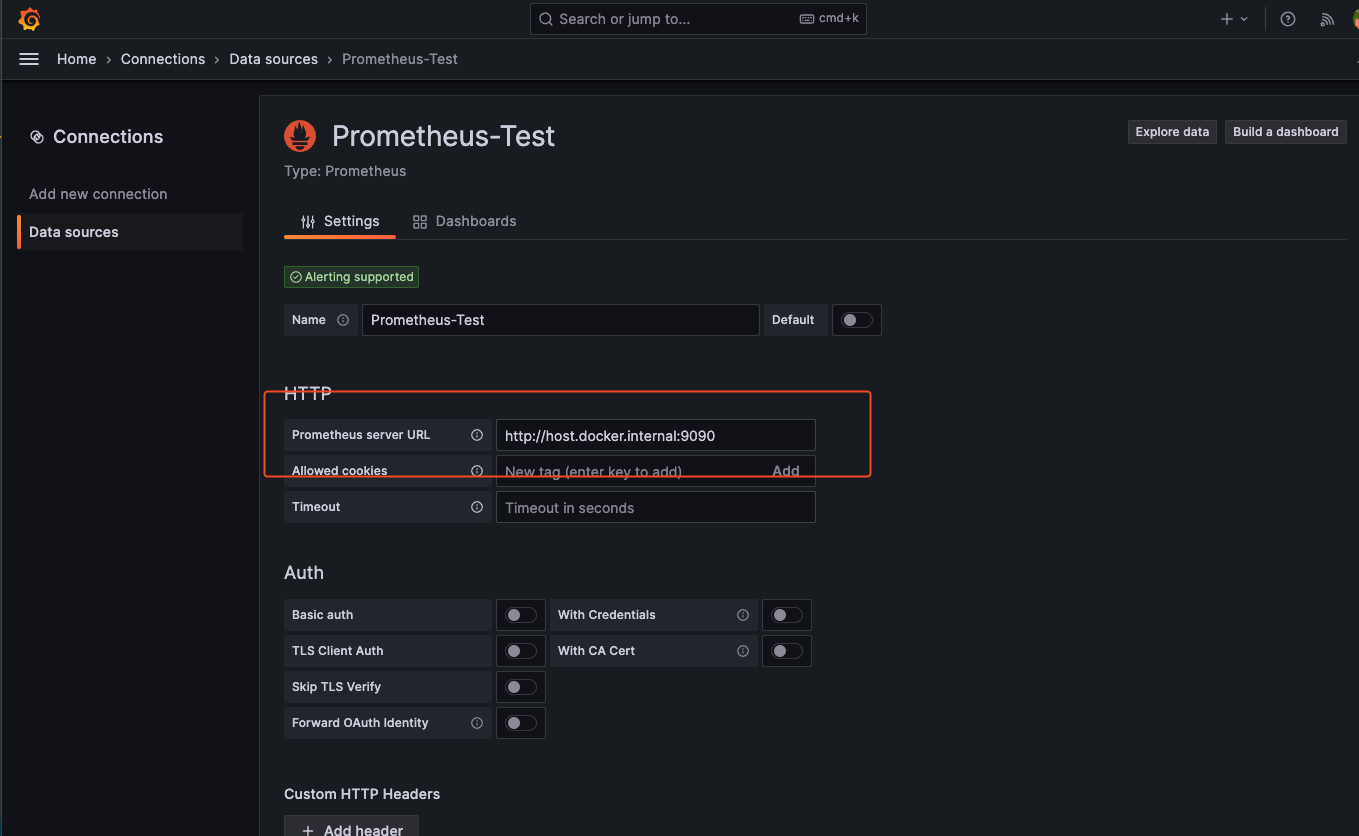 Search or jump to...
cmd+k
Home › Connections › Data sources › Prometheus-Test
Connections
Add new connection
Data sources
Prometheus-Test
Type: Prometheus
Explore data
Build a dashboard
Settings
Dashboards
Alerting supported
Name
Prometheus-Test
Default
HTTP
Prometheus server URL
http://host.docker.internal:9090
Allowed cookies
New tag (enter key to add)
Add
Timeout
Timeout in seconds
Auth
Basic auth
With Credentials
TLS Client Auth
With CA Cert
Skip TLS Verify
Forward OAuth Identity
Custom HTTP Headers
+ Add header